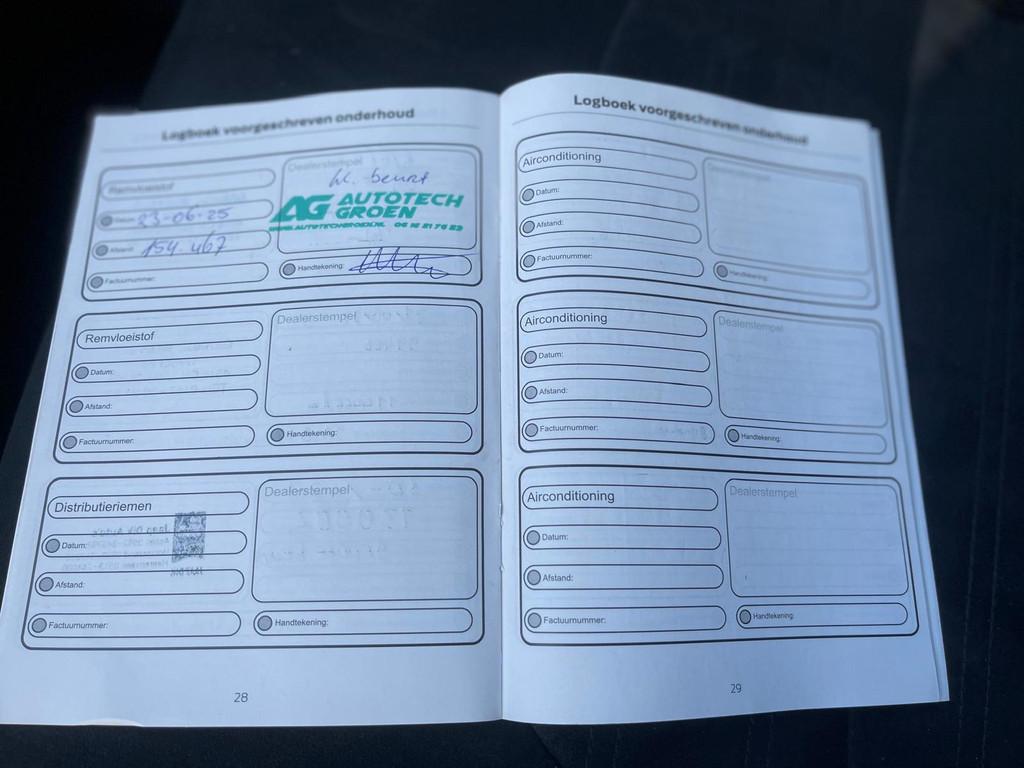 Logboek voorgeschreven onderhoud
Remvloeistof
Datum: 23-06-25
Afstand: 154.467
Factuurnummer:
Dealerstempel
kl. beurt
AG AUTOTECH
GROEN
Handtekening:
Remvloeistof
Datum:
Afstand:
Factuurnummer:
Dealerstempel
Handtekening:
Distributieriemen
Datum:
Afstand:
Factuurnummer:
Dealerstempel
Handtekening:
28
Logboek voorgeschreven onderhoud
Airconditioning
Datum:
Afstand:
Factuurnummer:
Handtekening:
Airconditioning
Datum:
Afstand:
Factuurnummer:
Dealerstempel
Handtekening:
Airconditioning
Datum:
Afstand:
Factuurnummer:
Dealerstempel
Handtekening:
29